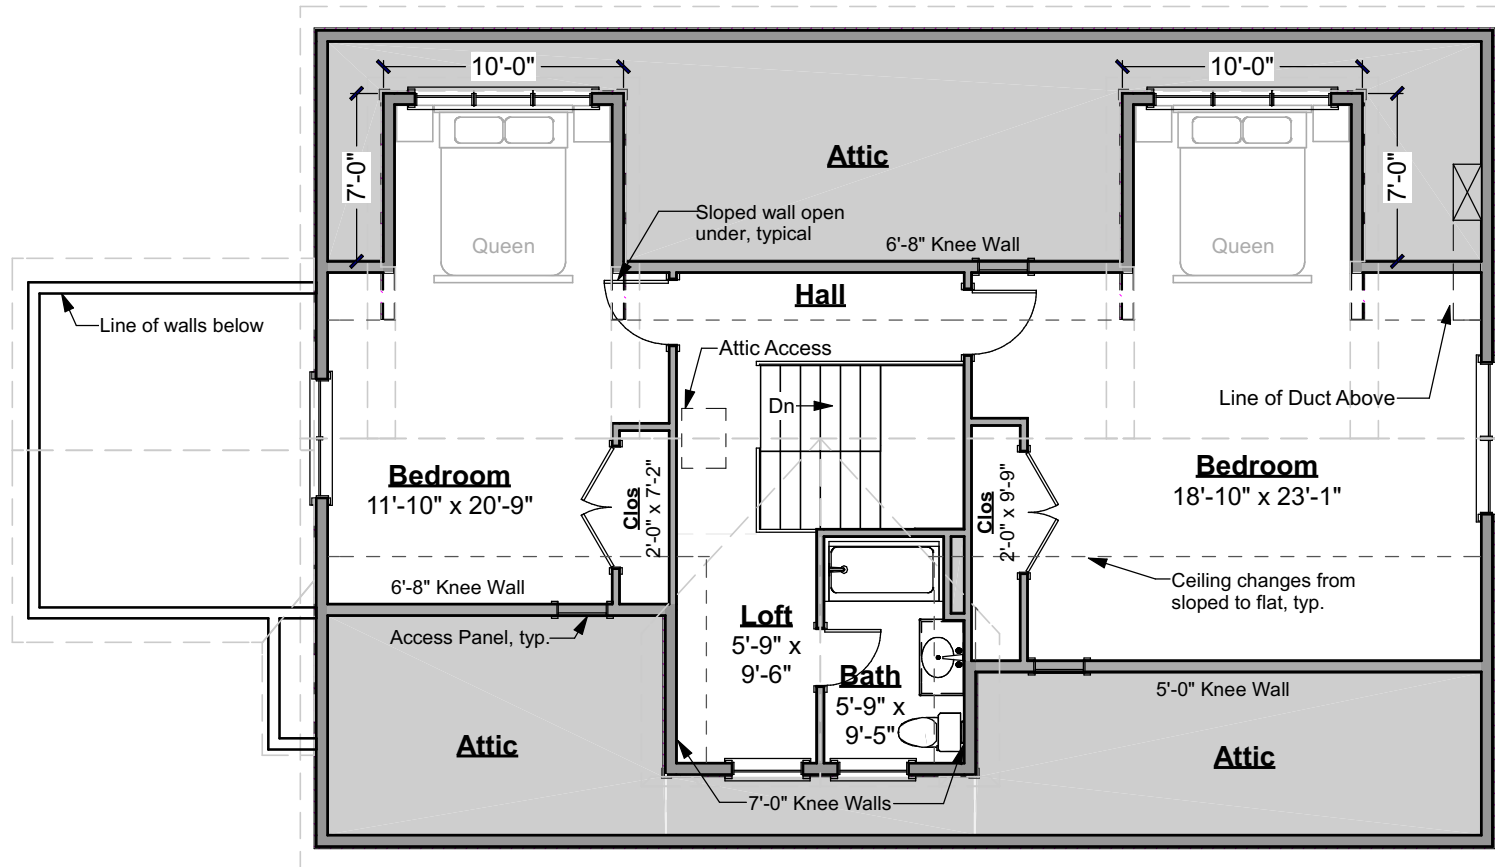 10'-0"
10'-0"
7'-0"
Attic
7'-0"
Sloped wall open
under, typical
Queen
6'-8" Knee Wall
Queen
Hall
Line of walls below
Attic Access
Dn
Line of Duct Above
Bedroom
11'-10" x 20'-9"
Clos
2'-0" x 7'-2"
Clos
2'-0" x 9'-9"
Bedroom
18'-10" x 23'-1"
6'-8" Knee Wall
Ceiling changes from
sloped to flat, typ.
Access Panel, typ.
Loft
5'-9" x
9'-6"
Bath
5'-9" x
9'-5"
5'-0" Knee Wall
Attic
Attic
7'-0" Knee Walls